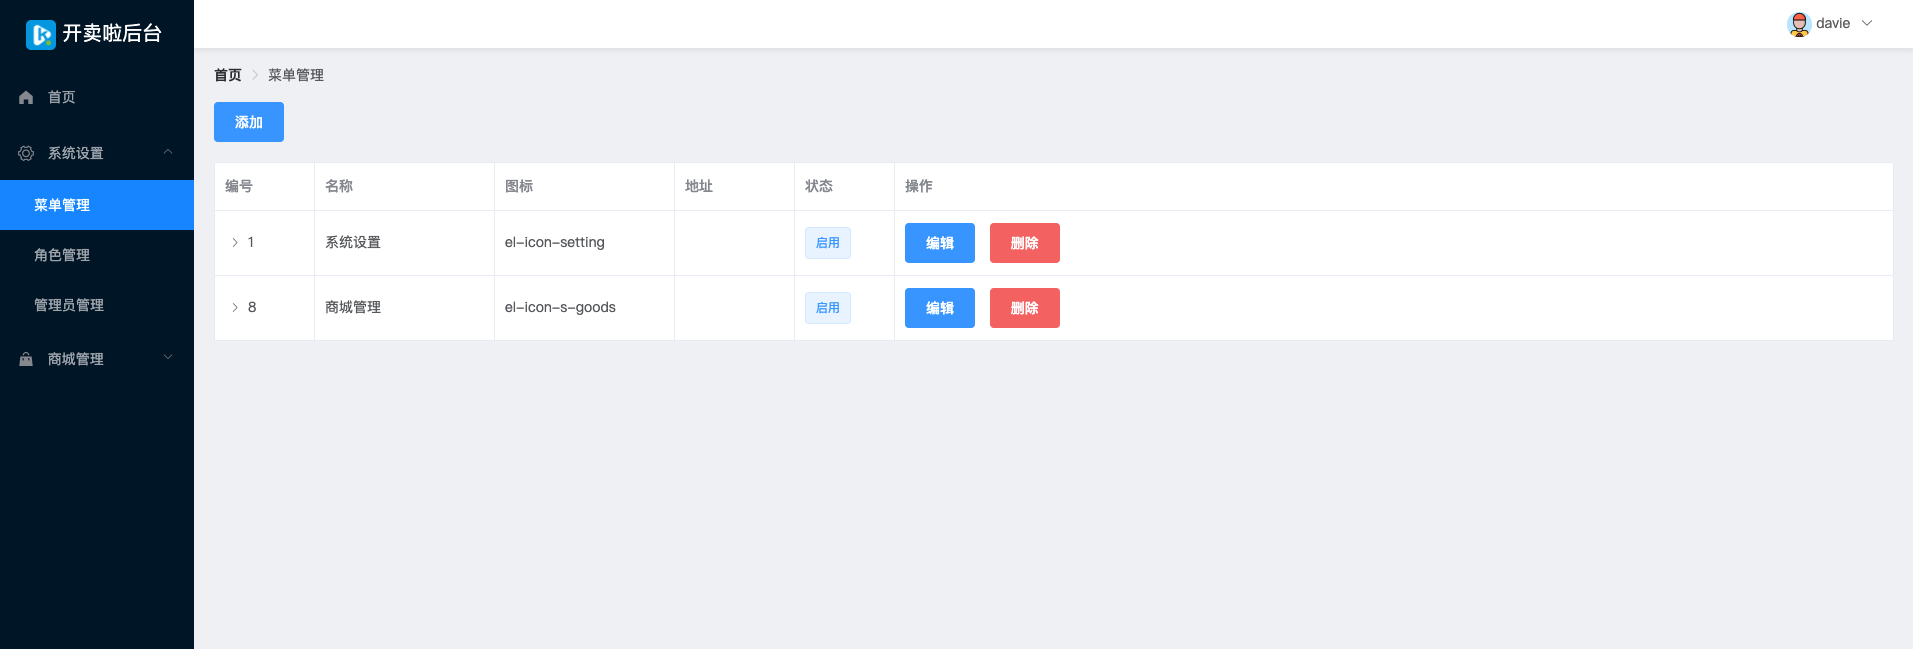 开卖啦后台
davie
首页
系统设置
菜单管理
角色管理
管理员管理
商城管理
首页 菜单管理
添加
编号 名称 图标 地址 状态 操作
1 系统设置 el-icon-setting 启用 编辑 删除
8 商城管理 el-icon-s-goods 启用 编辑 删除